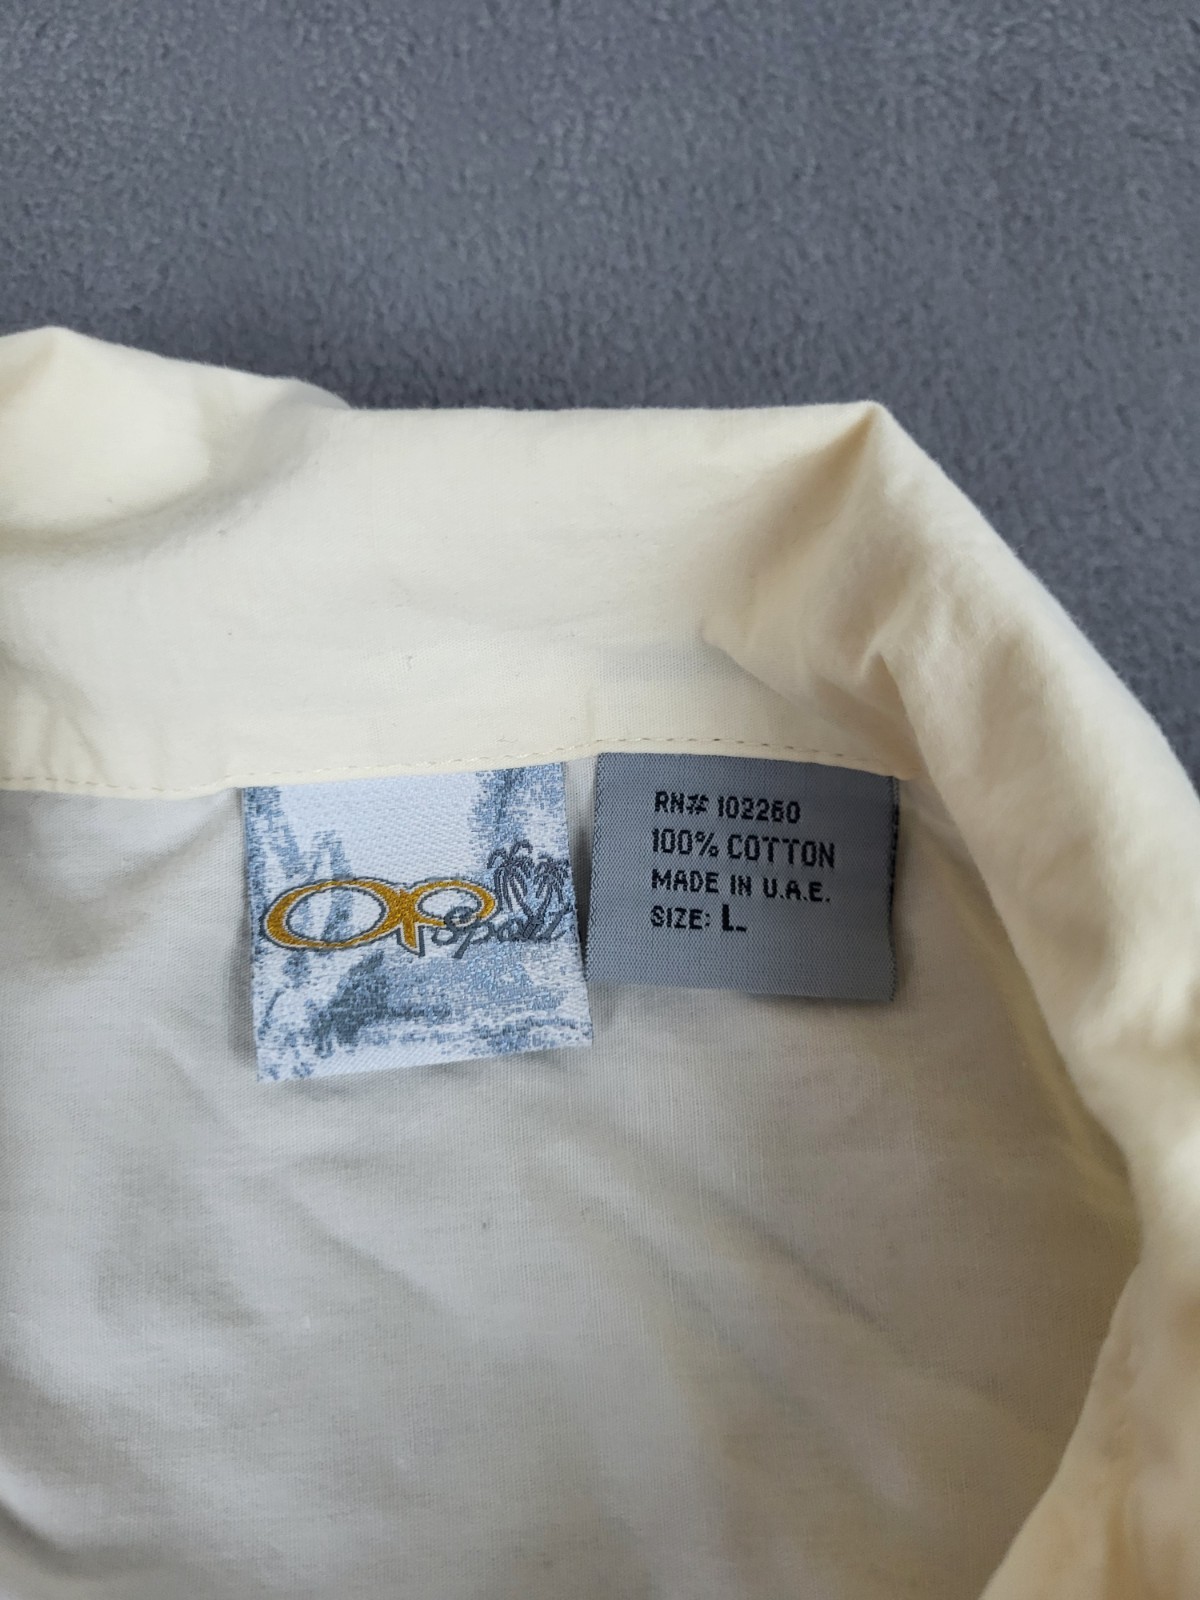 OP
Sport
RN# 102260
100% COTTON
MADE IN U.A.E.
SIZE: L